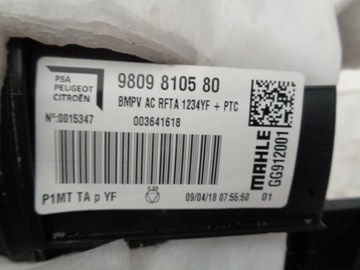 PSA
PEUGEOT
CITROËN
9809 8105 80
BMPV AC RFTA 1234YF + PTC
N°:0015347
003641618
MAHLE
GG912001
P1MT TA p YF
09/04/18 07:55:50
01